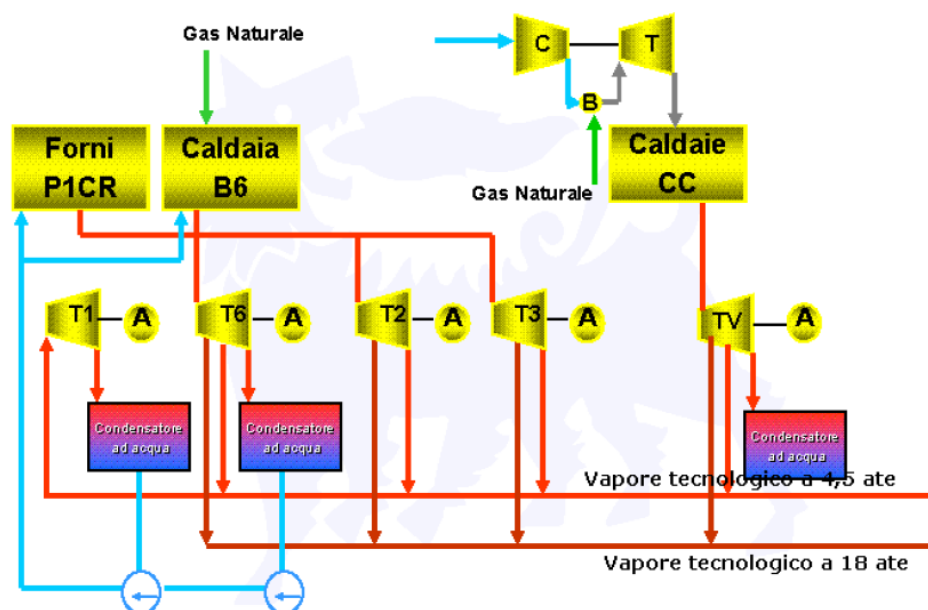 Gas Naturale
C
T
B
Forni
P1CR
Caldaia
B6
Caldaie
CC
Gas Naturale
T1
A
T6
A
T2
A
T3
A
TV
A
Condensatore
ad acqua
Condensatore
ad acqua
Condensatore
ad acqua
Vapore tecnologico a 4,5 ate
Vapore tecnologico a 18 ate